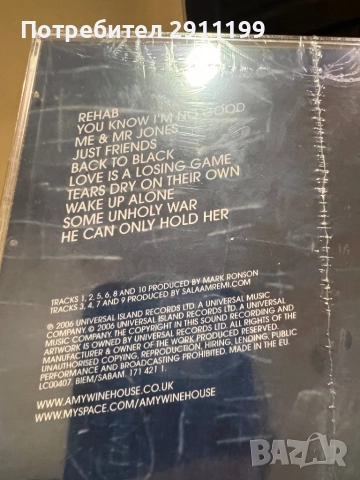 Потребител 2911199
REHAB
YOU KNOW I'M NO GOOD
ME & MR JONES
JUST FRIENDS
BACK TO BLACK
LOVE IS A LOSING GAME
TEARS DRY ON THEIR OWN
WAKE UP ALONE
SOME UNHOLY WAR
HE CAN ONLY HOLD HER
TRACKS 1, 2, 5, 6, 8 AND 10 PRODUCED BY MARK RONSON
TRACKS 3, 4, 7 AND 9 PRODUCED BY SALAAMREMI.COM
℗ 2006 UNIVERSAL ISLAND RECORDS LTD. A UNIVERSAL MUSIC
COMPANY. © 2006 UNIVERSAL ISLAND RECORDS LTD. A UNIVERSAL
MUSIC COMPANY. THE COPYRIGHT IN THIS SOUND RECORDING AND
ARTWORK IS OWNED BY UNIVERSAL RECORDS LTD. ALL RIGHTS OF THE
MANUFACTURER & OWNER OF THE WORK PRODUCED RESERVED.
UNAUTHORISED COPYING, REPRODUCTION, HIRING, LENDING, PUBLIC
PERFORMANCE AND BROADCASTING PROHIBITED. MADE IN THE EU.
LC00407. BIEM/SABAM. 171 421 1.
WWW.AMYWINEHOUSE.CO.UK
WWW.MYSPACE.COM/AMYWINEHOUSE
BAZAR